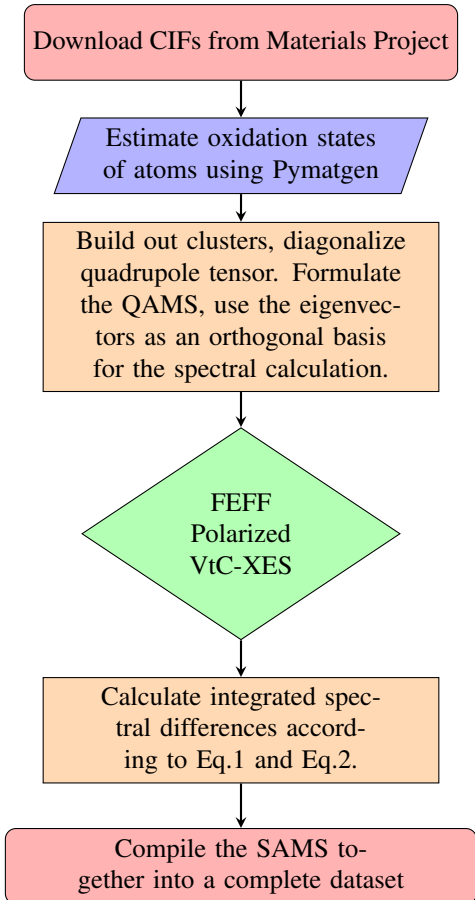 Download CIFs from Materials Project
Estimate oxidation states
of atoms using Pymatgen
Build out clusters, diagonalize
quadrupole tensor. Formulate
the QAMS, use the eigenvec-
tors as an orthogonal basis
for the spectral calculation.
FEFF
Polarized
VtC-XES
Calculate integrated spec-
tral differences accord-
ing to Eq.1 and Eq.2.
Compile the SAMS to-
gether into a complete dataset